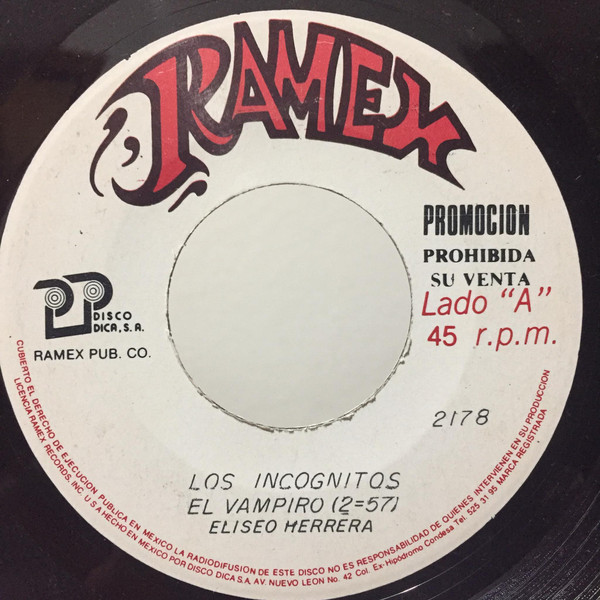 RAMEX
PROMOCION
PROHIBIDA
SU VENTA
Lado "A"
45 r.p.m.
DISCO
DICA, S.A.
RAMEX PUB. CO.
2178
LOS INCOGNITOS
EL VAMPIRO (2=57)
ELISEO HERRERA
CUBIERTO EL DERECHO DE EJECUCION PUBLICA EN MEXICO LA RADIODIFUSION DE ESTE DISCO NO ES RESPONSABILIDAD DE QUIENES INTERVIENEN EN SU PRODUCCION
LICENCIA RAMEX RECORDS, INC. U S A HECHO EN MEXICO POR DISCO DICA S.A. AV. NUEVO LEON No. 42 Col. Ex-Hipódromo Condesa Tel. 525 31 95 MARCA REGISTRADA